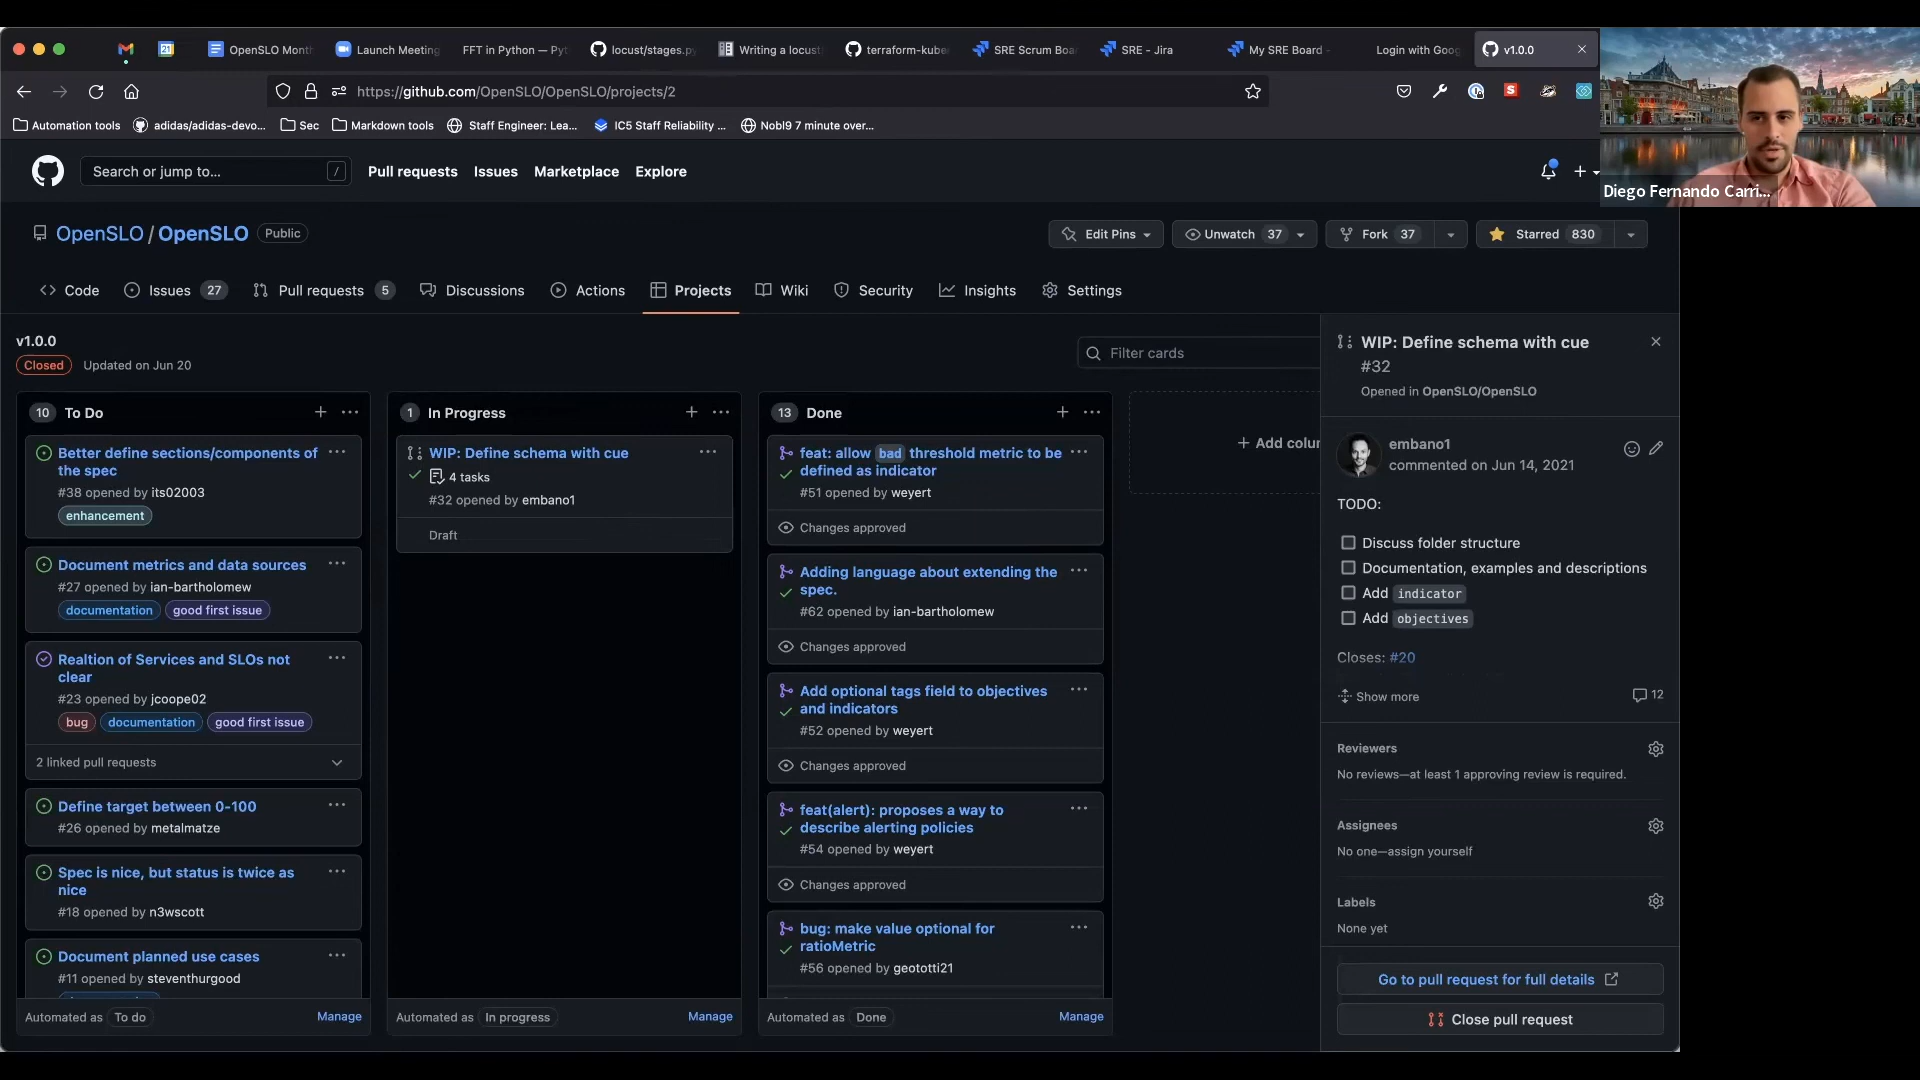 OpenSLO Mont
Launch Meeting
FFT in Python — Py
locust/stages.p
Writing a locust
terraform-kube
SRE Scrum Boa
SRE - Jira
My SRE Board -
Login with Goo
v1.0.0
https://github.com/OpenSLO/OpenSLO/projects/2
Automation tools
adidas/adidas-devo...
Sec
Markdown tools
Staff Engineer: Lea...
IC5 Staff Reliability ...
Nobl9 7 minute over...
Diego Fernando Carri...
Search or jump to...
/
Pull requests
Issues
Marketplace
Explore
OpenSLO / OpenSLO
Public
Edit Pins
Unwatch 37
Fork 37
Starred 830
Code
Issues 27
Pull requests 5
Discussions
Actions
Projects
Wiki
Security
Insights
Settings
v1.0.0
Closed Updated on Jun 20
Filter cards
10 To Do
Better define sections/components of
the spec
#38 opened by its02003
enhancement
Document metrics and data sources
#27 opened by ian-bartholomew
documentation good first issue
Realtion of Services and SLOs not
clear
#23 opened by jcoope02
bug documentation good first issue
2 linked pull requests
Define target between 0-100
#26 opened by metalmatze
Spec is nice, but status is twice as
nice
#18 opened by n3wscott
Document planned use cases
#11 opened by steventhurgood
Automated as To do Manage
1 In Progress
WIP: Define schema with cue
4 tasks
#32 opened by embano1
Draft
Automated as In progress Manage
13 Done
feat: allow bad threshold metric to be
defined as indicator
#51 opened by weyert
Changes approved
Adding language about extending the
spec.
#62 opened by ian-bartholomew
Changes approved
Add optional tags field to objectives
and indicators
#52 opened by weyert
Changes approved
feat(alert): proposes a way to
describe alerting policies
#54 opened by weyert
Changes approved
bug: make value optional for
ratioMetric
#56 opened by geototti21
Automated as Done Manage
+ Add colu
WIP: Define schema with cue
#32
Opened in OpenSLO/OpenSLO
embano1
commented on Jun 14, 2021
TODO:
Discuss folder structure
Documentation, examples and descriptions
Add indicator
Add objectives
Closes: #20
Show more
12
Reviewers
No reviews—at least 1 approving review is required.
Assignees
No one—assign yourself
Labels
None yet
Go to pull request for full details
Close pull request